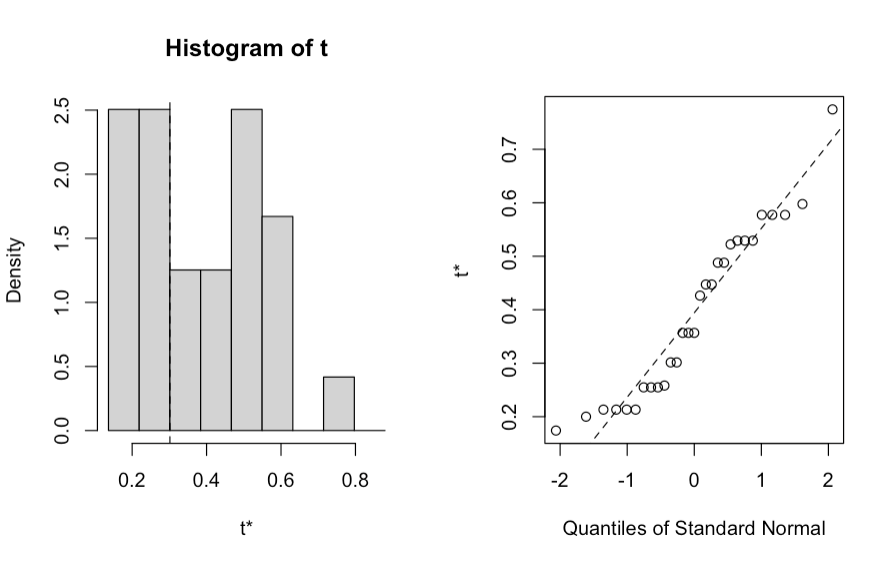 Histogram of t
Density
0.0 0.5 1.0 1.5 2.0 2.5
0.2 0.4 0.6 0.8
t*
t*
0.2 0.3 0.4 0.5 0.6 0.7
-2 -1 0 1 2
Quantiles of Standard Normal